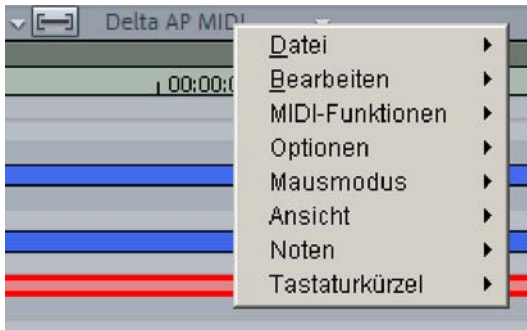 Delta AP MIDI
00:00:0
Datei
Bearbeiten
MIDI-Funktionen
Optionen
Mausmodus
Ansicht
Noten
Tastaturkürzel